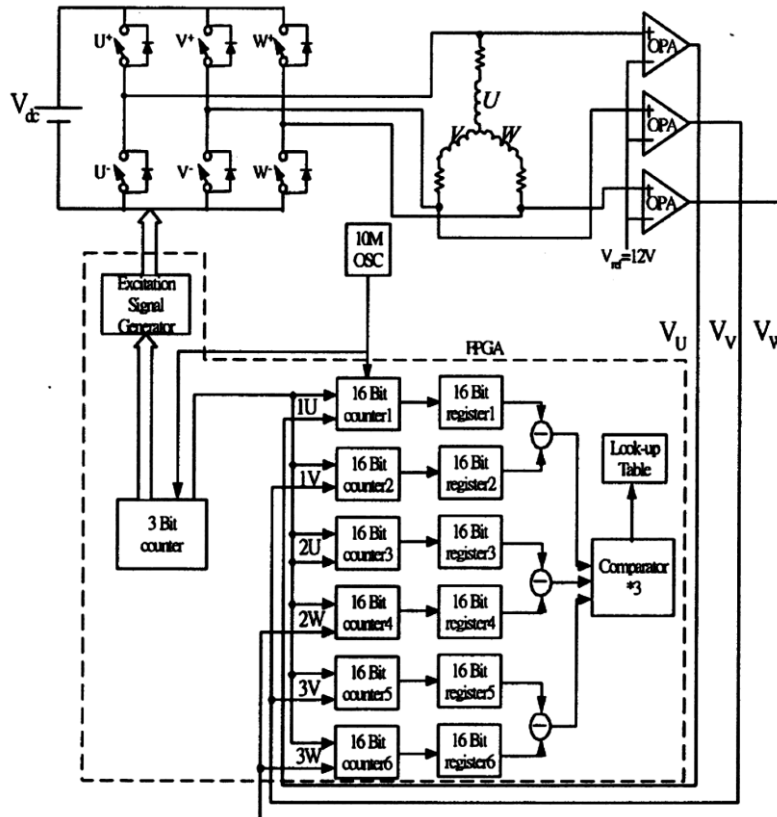 U+
V+
W+
Vdc
U-
V-
W-
U
V
W
OPA
OPA
OPA
Vref=12V
10M
OSC
Excitation
Signal
Generator
VU
VV
VW
FPGA
3 Bit
counter
1U
16 Bit
counter1
16 Bit
register1
1V
16 Bit
counter2
16 Bit
register2
Look-up
Table
2U
16 Bit
counter3
16 Bit
register3
Comparator
*3
2W
16 Bit
counter4
16 Bit
register4
3V
16 Bit
counter5
16 Bit
register5
3W
16 Bit
counter6
16 Bit
register6